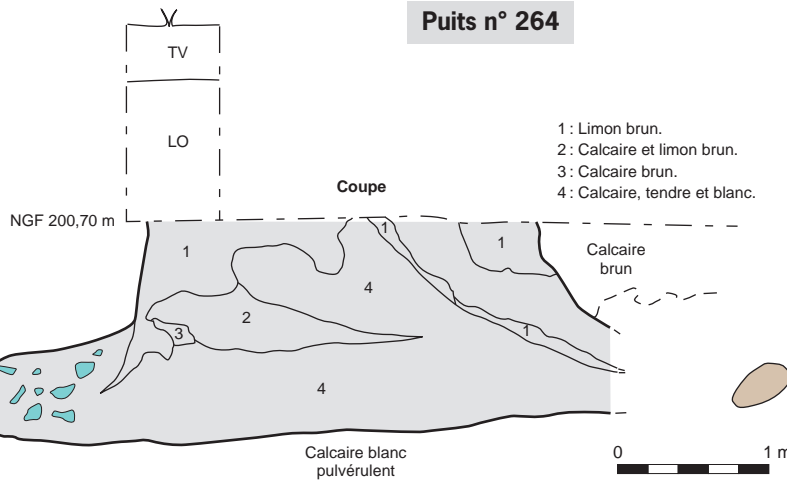 Puits n° 264
TV
LO
1 : Limon brun.
2 : Calcaire et limon brun.
3 : Calcaire brun.
4 : Calcaire, tendre et blanc.
Coupe
NGF 200,70 m
1
1
1
Calcaire
brun
4
2
3
1
4
Calcaire blanc
pulvérulent
0
1 m